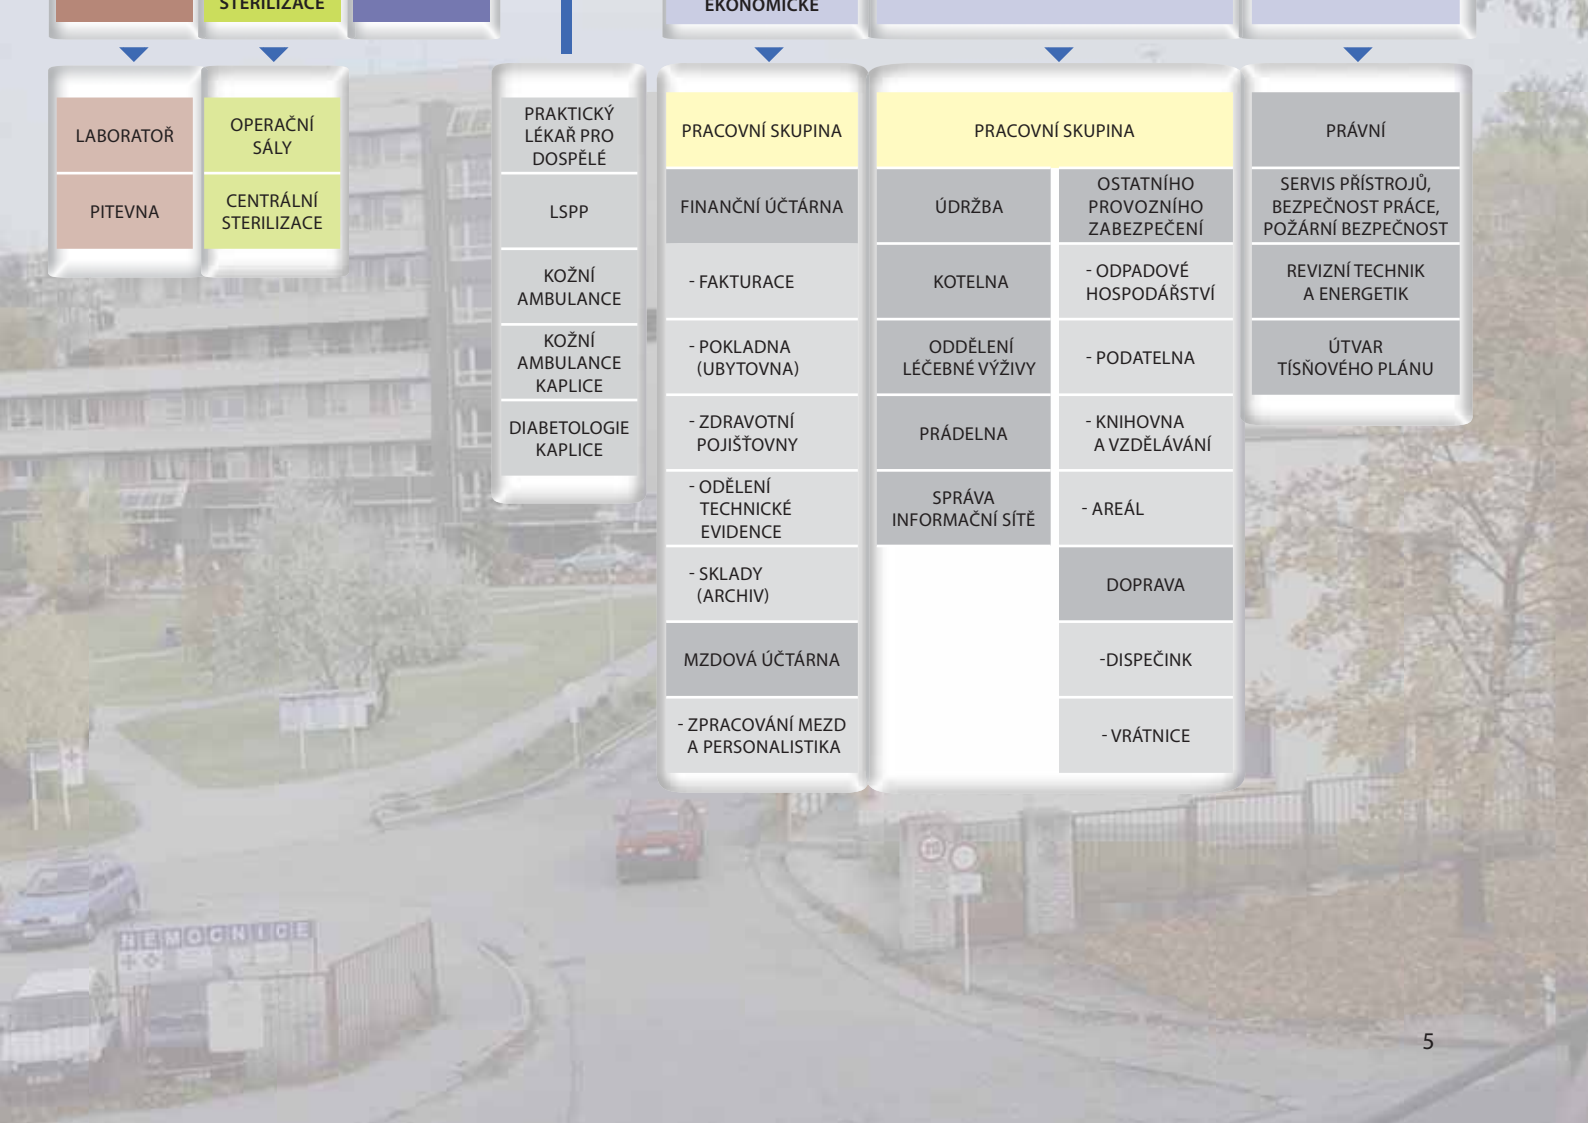 STERILIZACE
EKONOMICKÉ
LABORATOŘ
PITEVNA
OPERAČNÍ
SÁLY
CENTRÁLNÍ
STERILIZACE
PRAKTICKÝ
LÉKAŘ PRO
DOSPĚLÉ
LSPP
KOŽNÍ
AMBULANCE
KOŽNÍ
AMBULANCE
KAPLICE
DIABETOLOGIE
KAPLICE
PRACOVNÍ SKUPINA
FINANČNÍ ÚČTÁRNA
- FAKTURACE
- POKLADNA
(UBYTOVNA)
- ZDRAVOTNÍ
POJIŠŤOVNY
- ODĚLENÍ
TECHNICKÉ
EVIDENCE
- SKLADY
(ARCHIV)
MZDOVÁ ÚČTÁRNA
- ZPRACOVÁNÍ MEZD
A PERSONALISTIKA
PRACOVNÍ SKUPINA
ÚDRŽBA
KOTELNA
ODDĚLENÍ
LÉČEBNÉ VÝŽIVY
PRÁDELNA
SPRÁVA
INFORMAČNÍ SÍTĚ
OSTATNÍHO
PROVOZNÍHO
ZABEZPEČENÍ
- ODPADOVÉ
HOSPODÁŘSTVÍ
- PODATELNA
- KNIHOVNA
A VZDĚLÁVÁNÍ
- AREÁL
DOPRAVA
-DISPEČINK
- VRÁTNICE
PRÁVNÍ
SERVIS PŘÍSTROJŮ,
BEZPEČNOST PRÁCE,
POŽÁRNÍ BEZPEČNOST
REVIZNÍ TECHNIK
A ENERGETIK
ÚTVAR
TÍSŇOVÉHO PLÁNU
NEMOCNICE
5